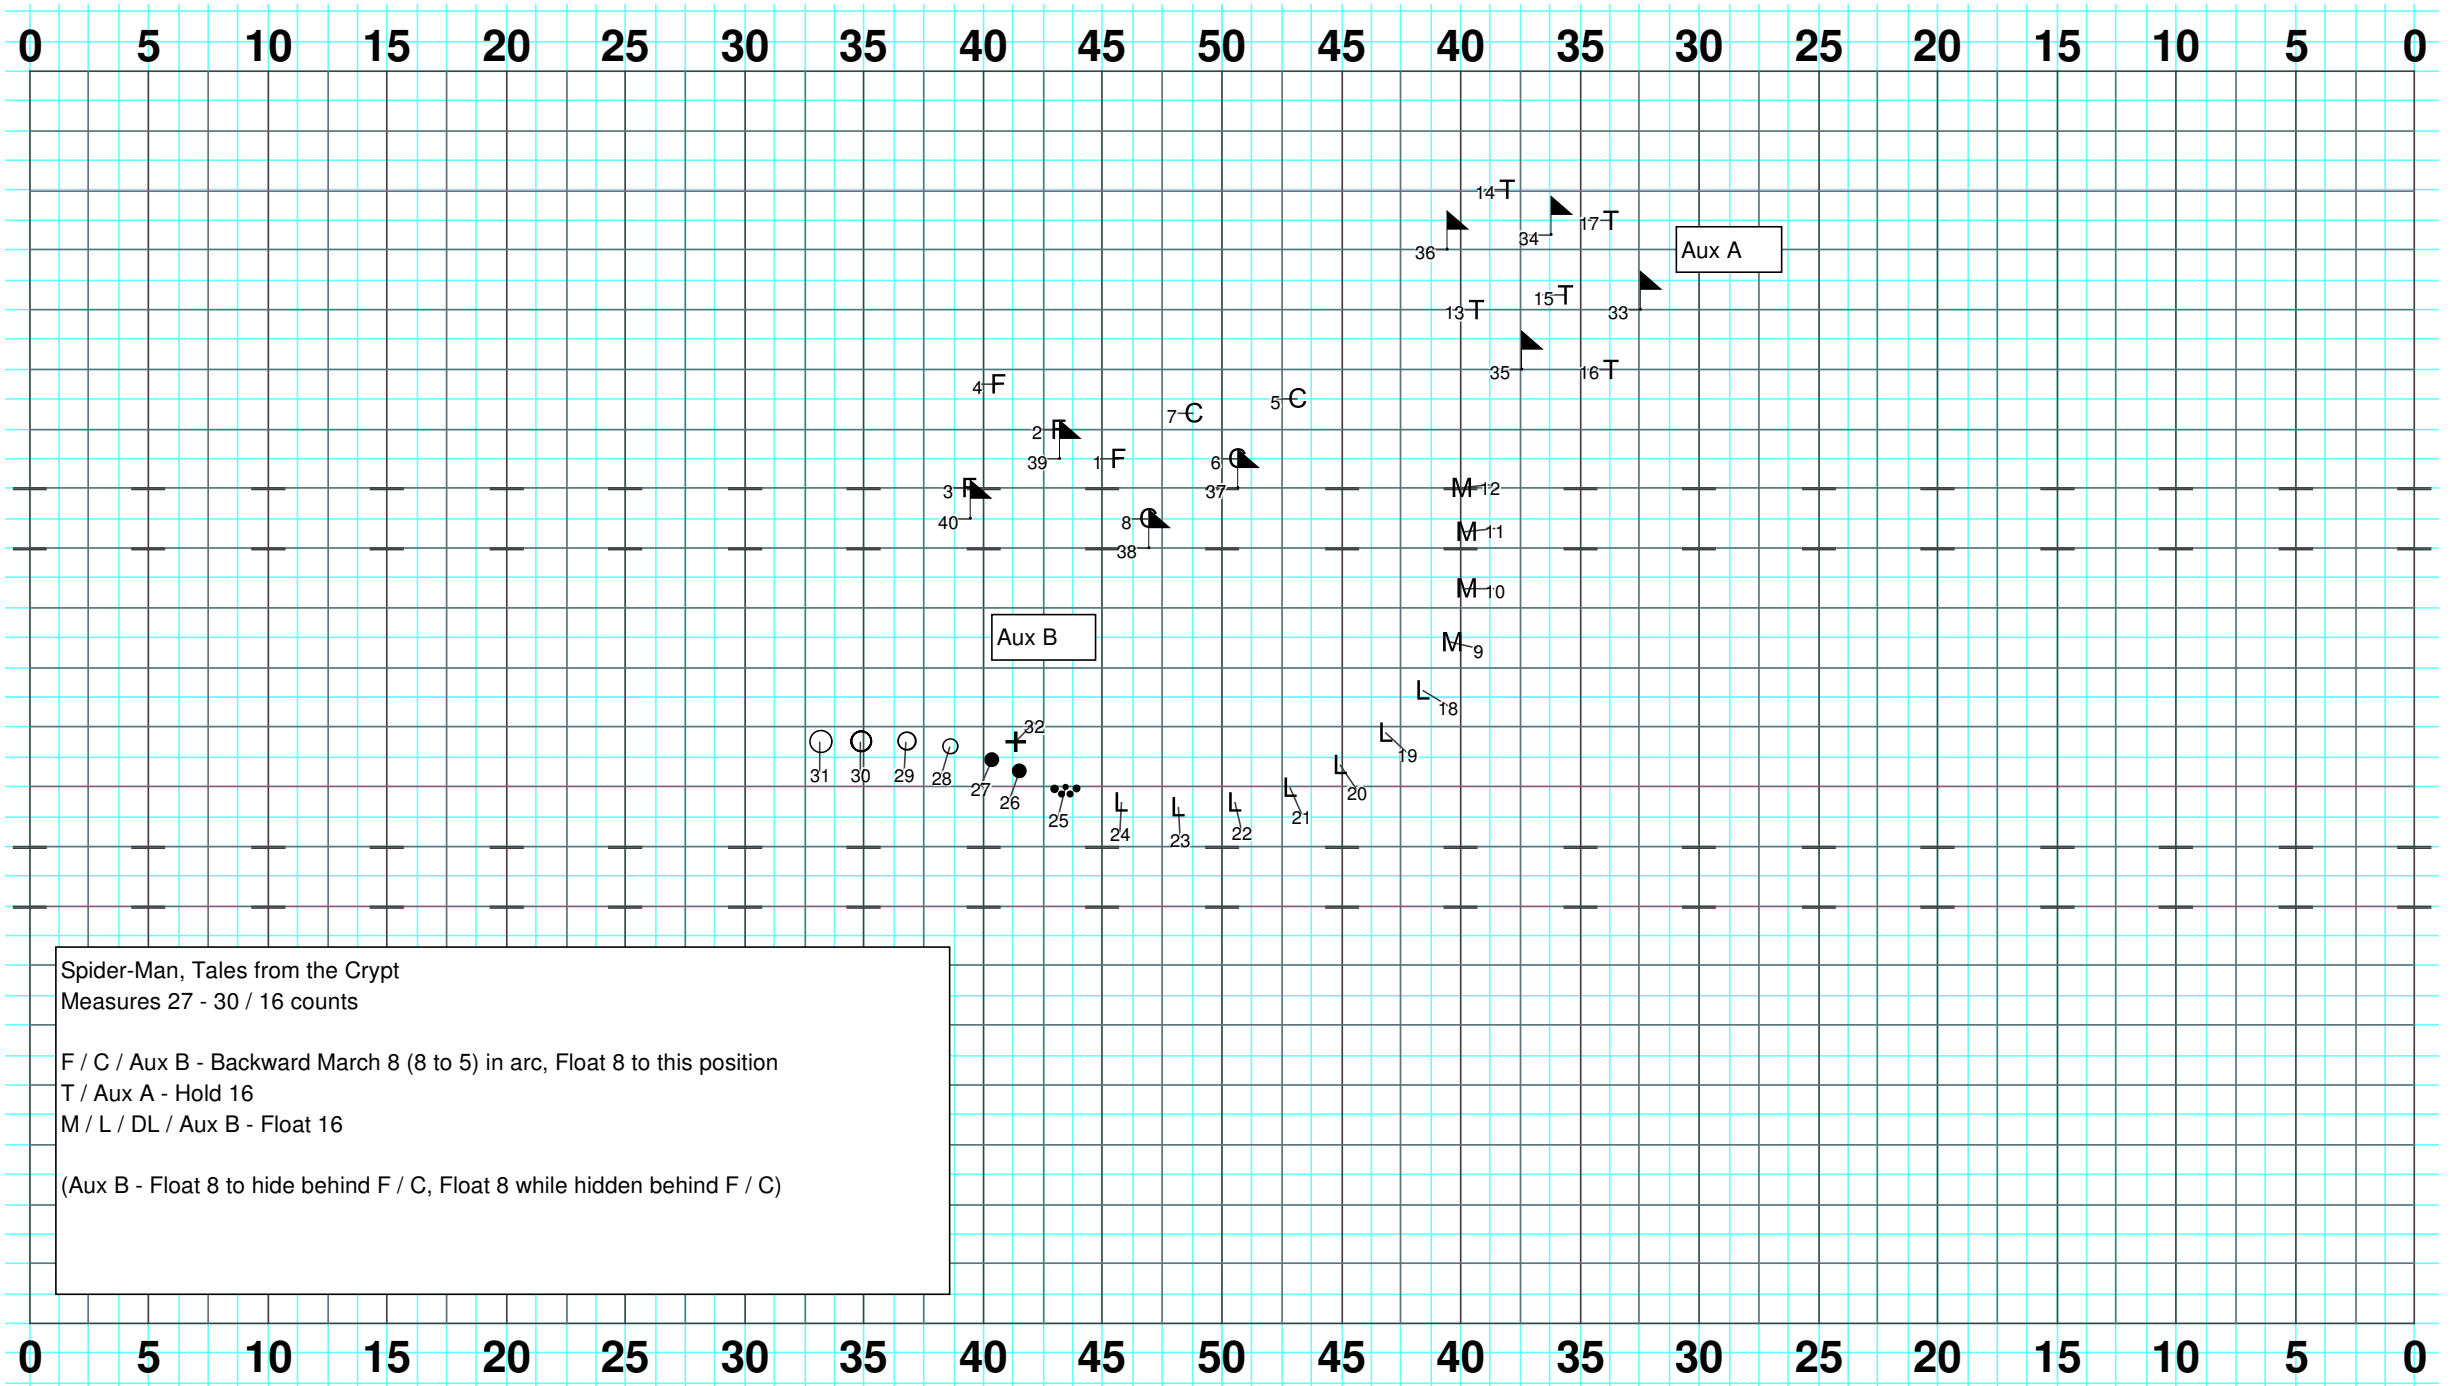 0 5 10 15 20 25 30 35 40 45 50 45 40 35 30 25 20 15 10 5 0
14 T
36 34 17 T
Aux A
13 T 15 T 33
35 16 T
4 F 7 C 5 C
2 F 39 1 F 6 C 37
3 F 40 8 C 38
M 12
M 11
M 10
M 9
Aux B
L 18
L 19
L 20
L 21
L 22
L 23
L 24
31 30 29 28 27 26 25 32
Spider-Man, Tales from the Crypt
Measures 27 - 30 / 16 counts
F / C / Aux B - Backward March 8 (8 to 5) in arc, Float 8 to this position
T / Aux A - Hold 16
M / L / DL / Aux B - Float 16
(Aux B - Float 8 to hide behind F / C, Float 8 while hidden behind F / C)
0 5 10 15 20 25 30 35 40 45 50 45 40 35 30 25 20 15 10 5 0